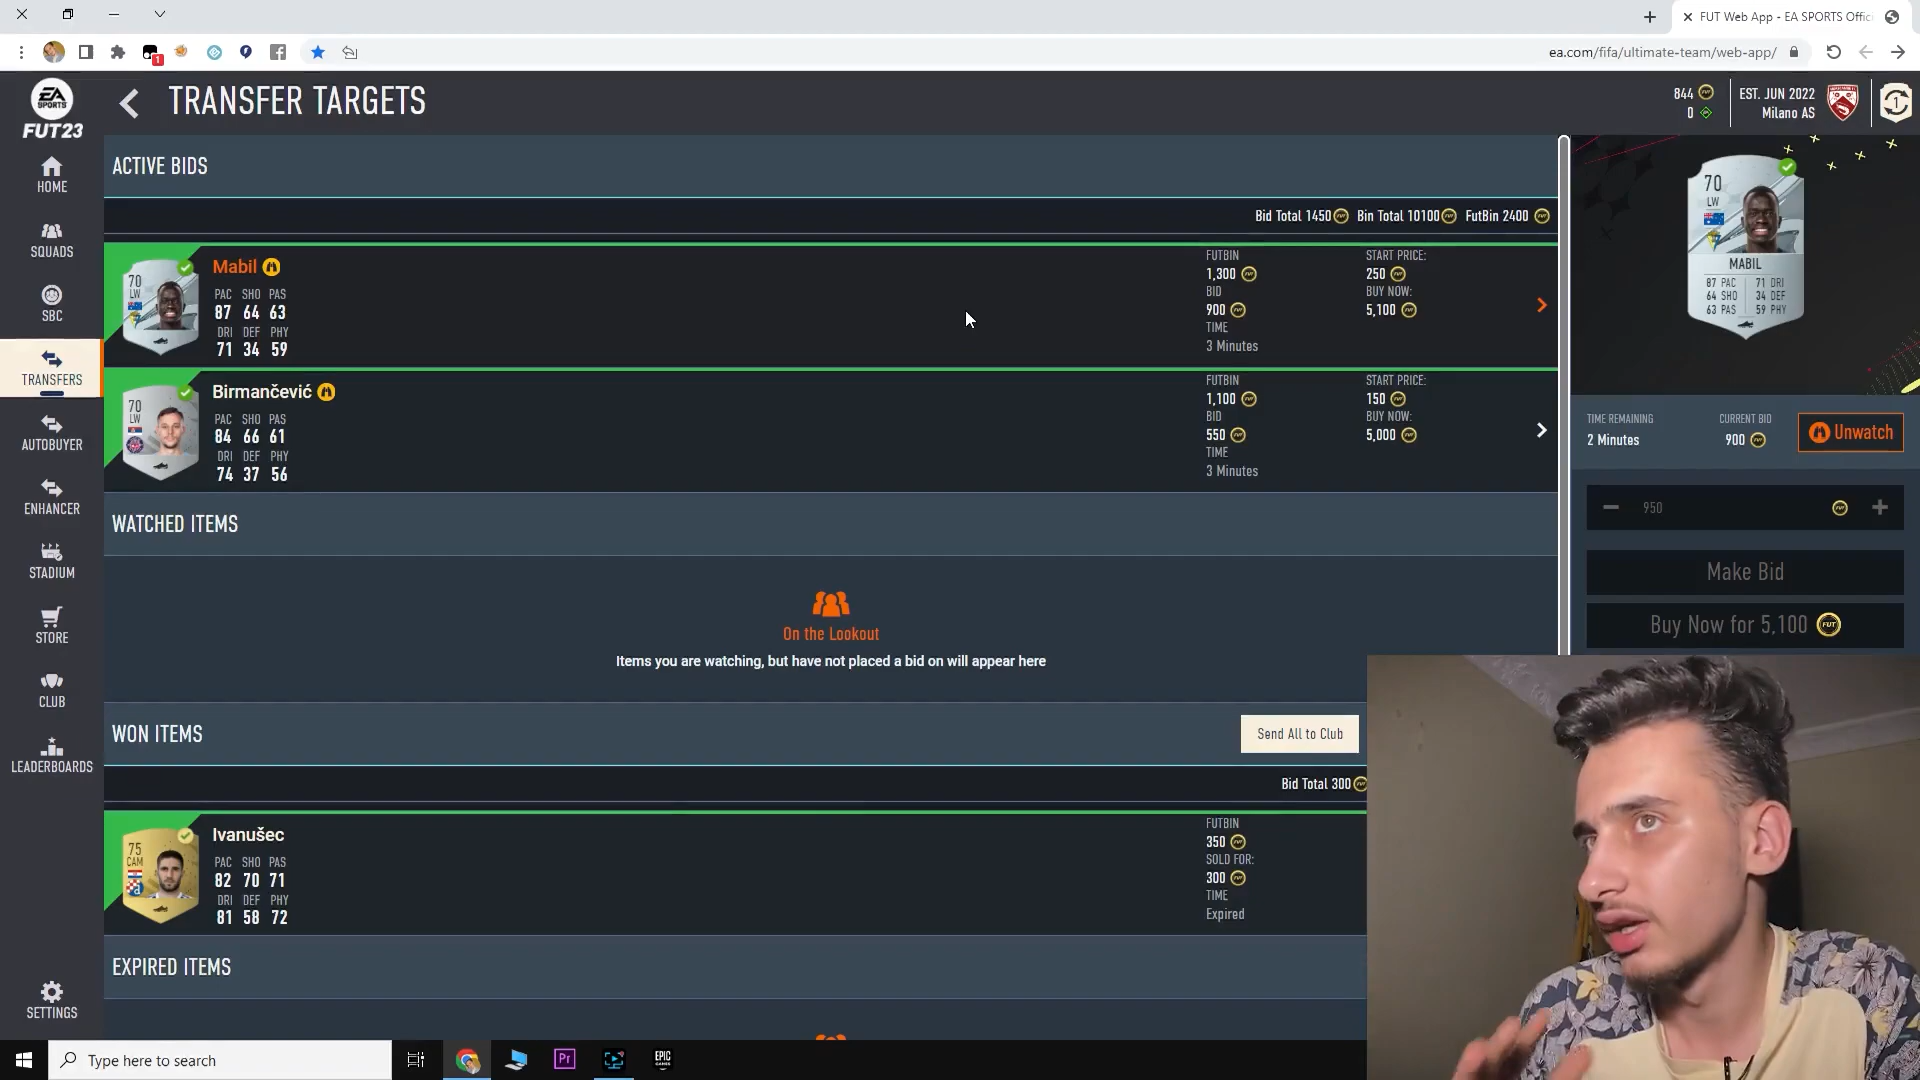 FUT Web App - EA SPORTS Offici
ea.com/fifa/ultimate-team/web-app/
1
EA SPORTS
FUT23
TRANSFER TARGETS
844
0
EST. JUN 2022
Milano AS
1
HOME
SQUADS
SBC
TRANSFERS
AUTOBUYER
ENHANCER
STADIUM
STORE
CLUB
LEADERBOARDS
SETTINGS
ACTIVE BIDS
Bid Total 1450 Bin Total 10100 FutBin 2400
70
LW
Mabil
PAC SHO PAS
87 64 63
DRI DEF PHY
71 34 59
FUTBIN
1,300
BID
900
TIME
3 Minutes
START PRICE:
250
BUY NOW:
5,100
70
LW
Birmančević
PAC SHO PAS
84 66 61
DRI DEF PHY
74 37 56
FUTBIN
1,100
BID
550
TIME
3 Minutes
START PRICE:
150
BUY NOW:
5,000
WATCHED ITEMS
On the Lookout
Items you are watching, but have not placed a bid on will appear here
WON ITEMS
Send All to Club
Bid Total 300
75
CAM
Ivanušec
PAC SHO PAS
82 70 71
DRI DEF PHY
81 58 72
FUTBIN
350
SOLD FOR:
300
TIME
Expired
EXPIRED ITEMS
70
LW
MABIL
87 PAC 71 DRI
64 SHO 34 DEF
63 PAS 59 PHY
TIME REMAINING
2 Minutes
CURRENT BID
900
Unwatch
950
Make Bid
Buy Now for 5,100 FUT
Type here to search
Pr
EPIC GAMES